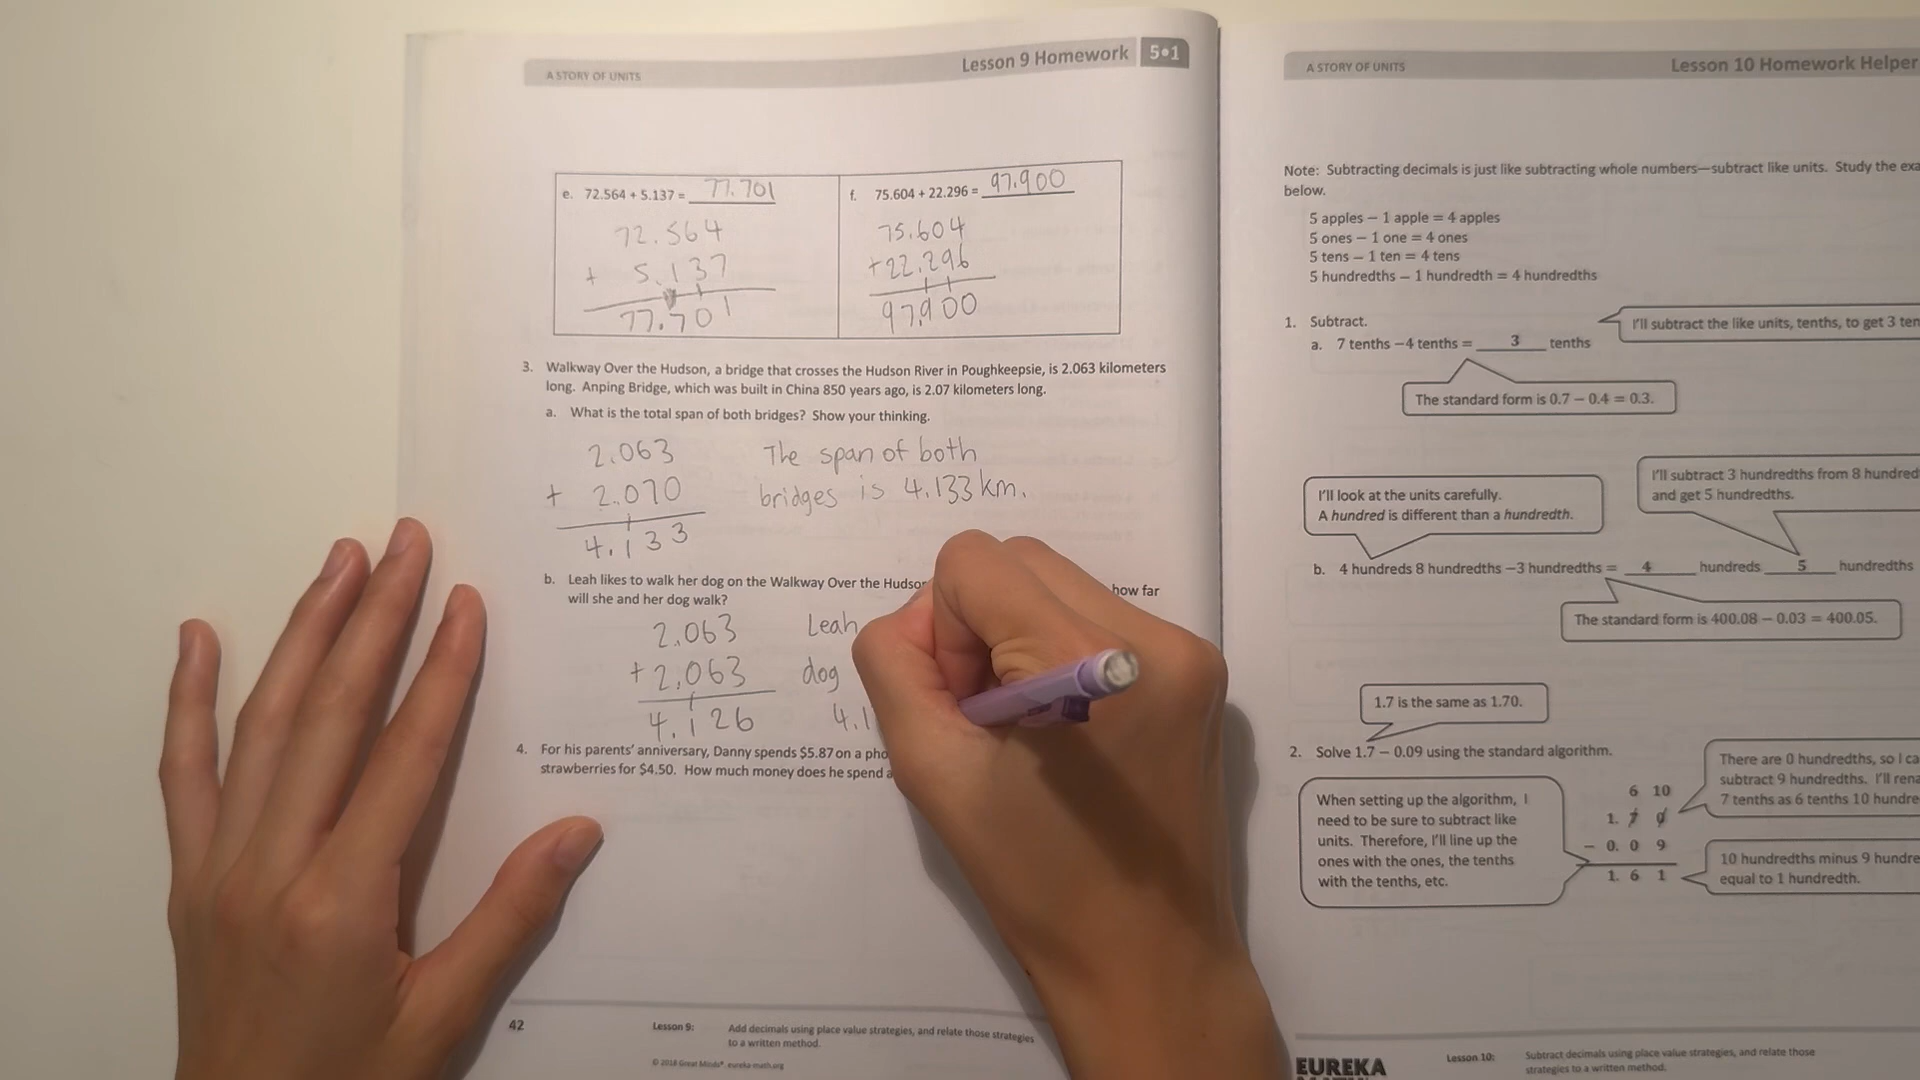 A STORY OF UNITS
Lesson 9 Homework 5•1
e. 72.564 + 5.137 = 77.701
72.564
+ 5.137
77.701
f. 75.604 + 22.296 = 97.900
75.604
+22.296
97.900
3. Walkway Over the Hudson, a bridge that crosses the Hudson River in Poughkeepsie, is 2.063 kilometers
long. Anping Bridge, which was built in China 850 years ago, is 2.07 kilometers long.
a. What is the total span of both bridges? Show your thinking.
2.063
+ 2.070
4.133
The span of both
bridges is 4.133 km.
b. Leah likes to walk her dog on the Walkway Over the Hudson
how far
will she and her dog walk?
2.063
+2.063
4.126
Leah
dog
4.1
4. For his parents' anniversary, Danny spends $5.87 on a pho
strawberries for $4.50. How much money does he spend a
42
Lesson 9: Add decimals using place value strategies, and relate those strategies
to a written method.
© 2018 Great Minds®. eureka-math.org
A STORY OF UNITS
Lesson 10 Homework Helper
Note: Subtracting decimals is just like subtracting whole numbers—subtract like units. Study the exa
below.
5 apples − 1 apple = 4 apples
5 ones − 1 one = 4 ones
5 tens − 1 ten = 4 tens
5 hundredths − 1 hundredth = 4 hundredths
1. Subtract.
I'll subtract the like units, tenths, to get 3 ten
a. 7 tenths −4 tenths = 3 tenths
The standard form is 0.7 − 0.4 = 0.3.
I'll look at the units carefully.
A hundred is different than a hundredth.
I'll subtract 3 hundredths from 8 hundred
and get 5 hundredths.
b. 4 hundreds 8 hundredths −3 hundredths = 4 hundreds 5 hundredths
The standard form is 400.08 − 0.03 = 400.05.
1.7 is the same as 1.70.
2. Solve 1.7 − 0.09 using the standard algorithm.
When setting up the algorithm, I
need to be sure to subtract like
units. Therefore, I'll line up the
ones with the ones, the tenths
with the tenths, etc.
6 10
1. 7 0
− 0. 0 9
1. 6 1
There are 0 hundredths, so I ca
subtract 9 hundredths. I'll rena
7 tenths as 6 tenths 10 hundre
10 hundredths minus 9 hundre
equal to 1 hundredth.
EUREKA
Lesson 10: Subtract decimals using place value strategies, and relate those
strategies to a written method.